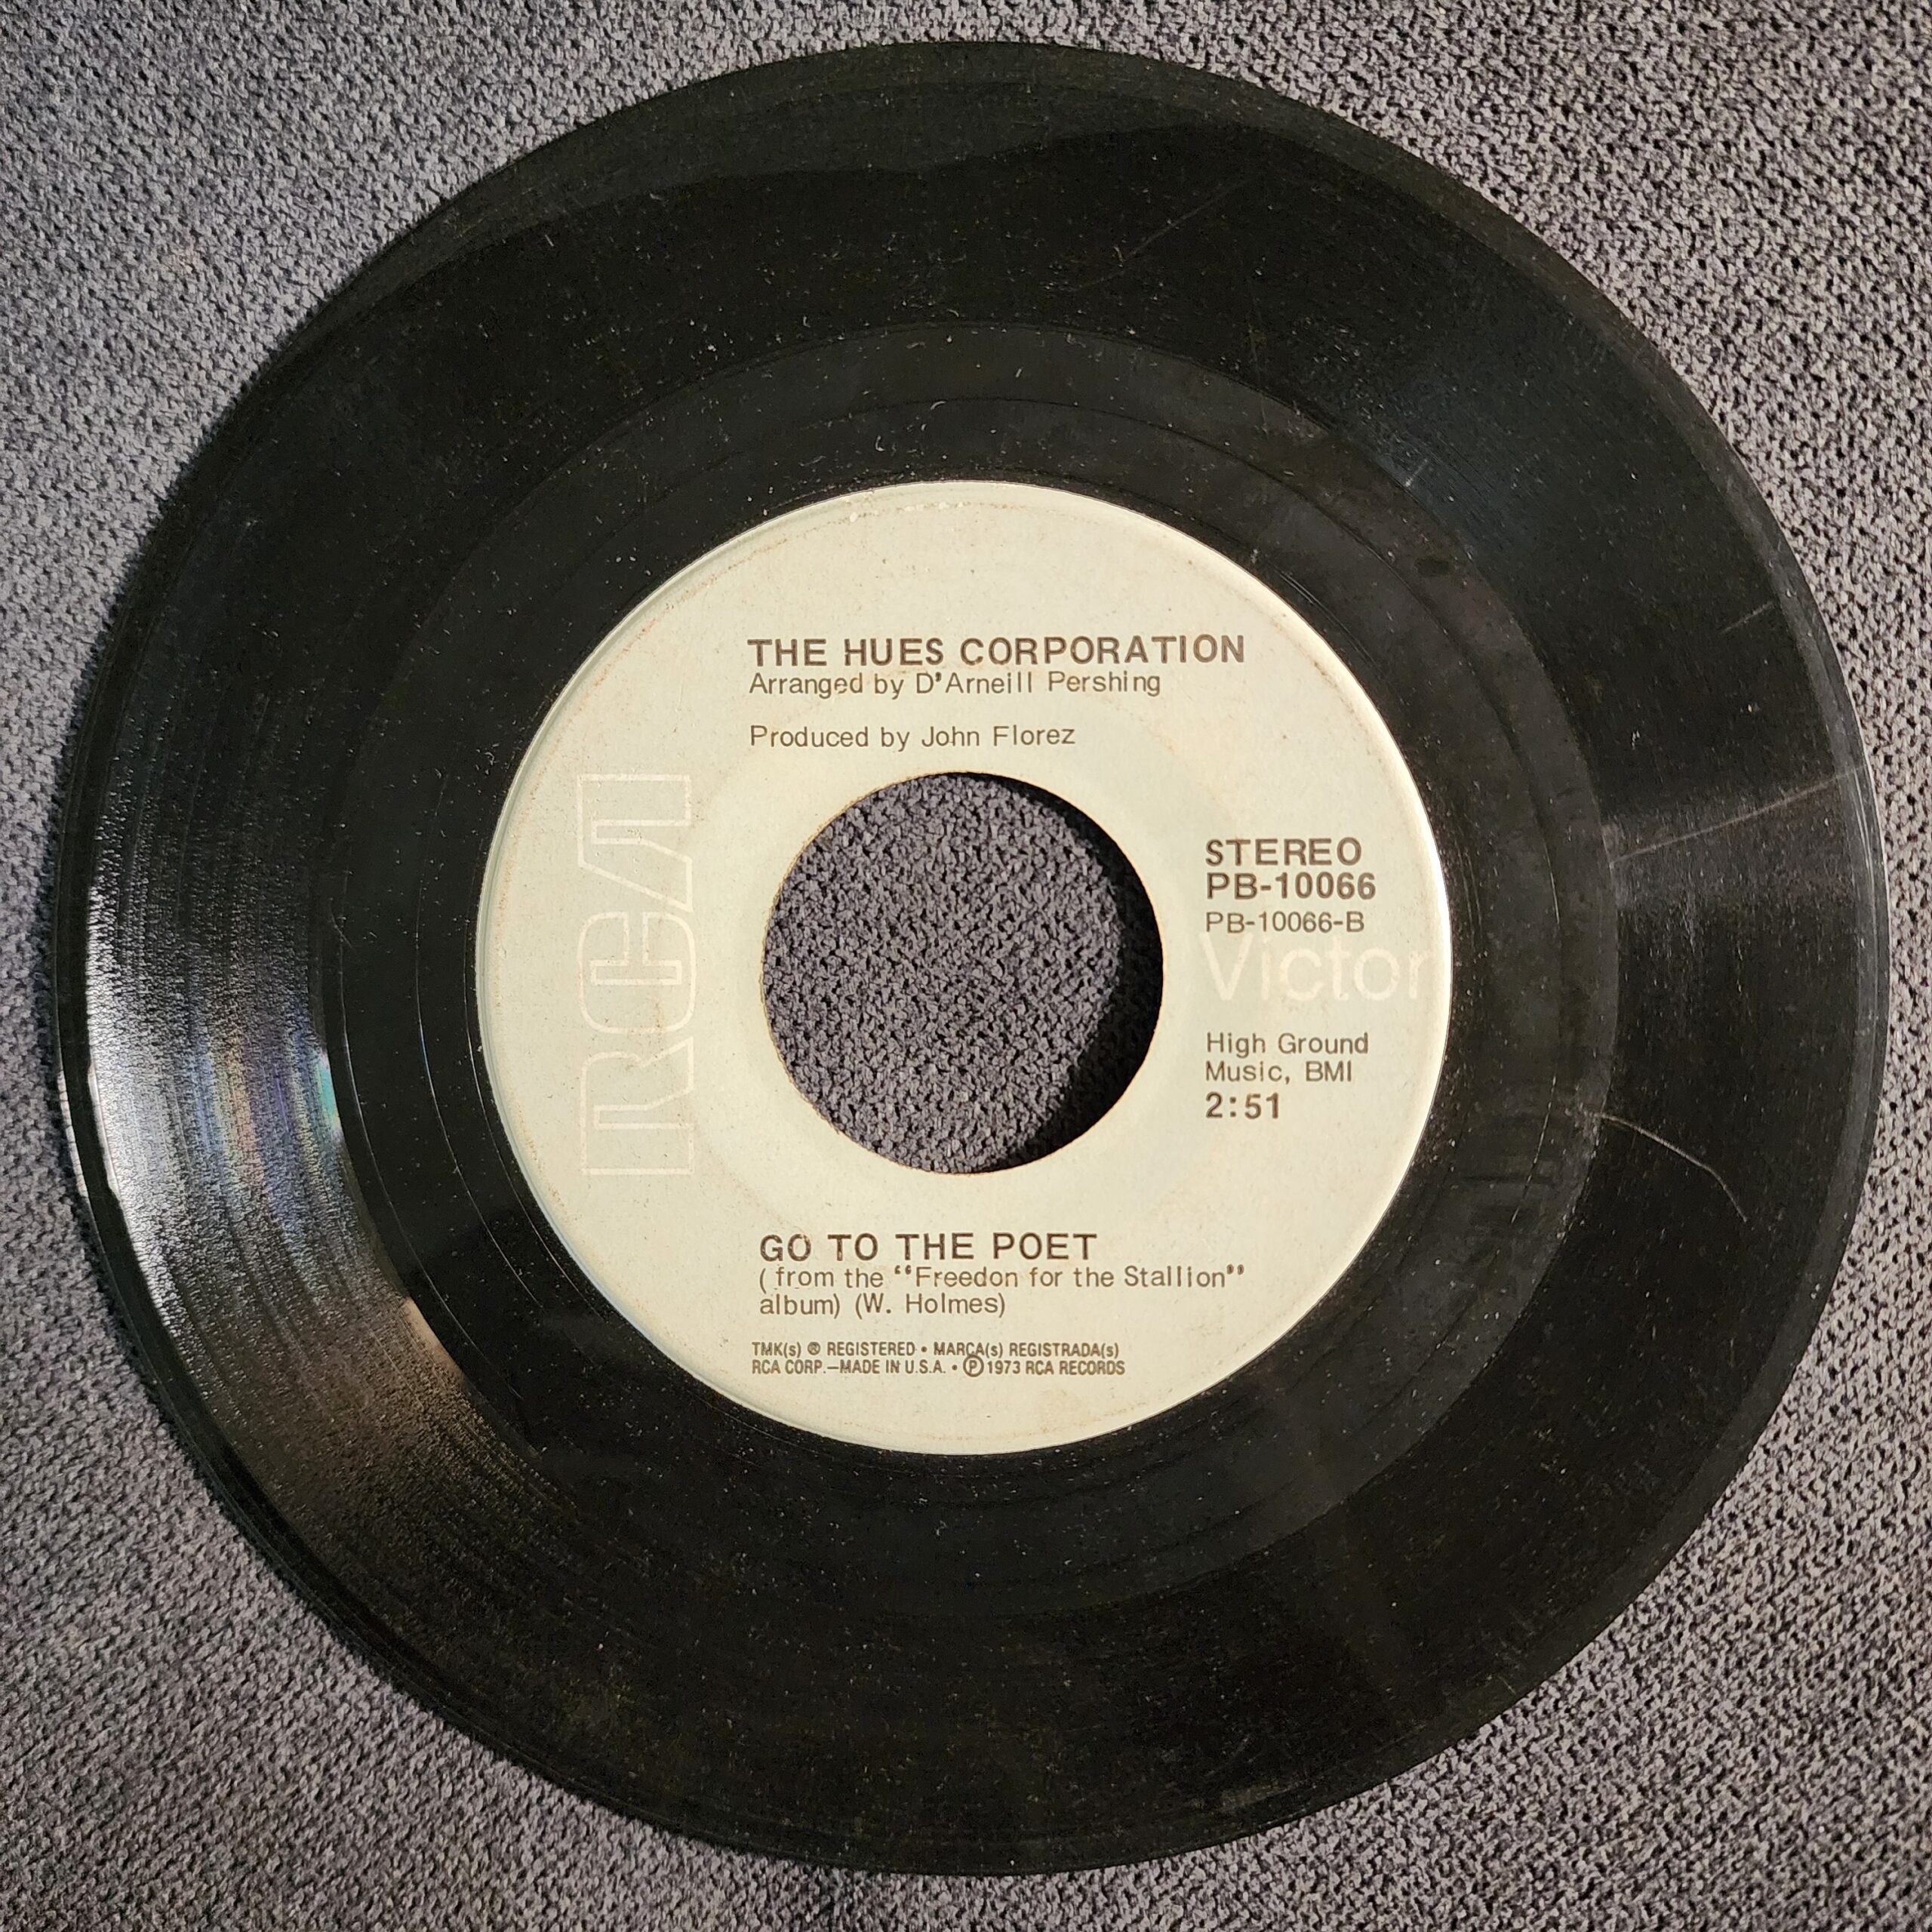 THE HUES CORPORATION
Arranged by D'Arneill Pershing
Produced by John Florez
RCA
STEREO
PB-10066
PB-10066-B
Victor
High Ground
Music, BMI
2:51
GO TO THE POET
(from the "Freedon for the Stallion"
album) (W. Holmes)
TMK(s) ® REGISTERED • MARCA(s) REGISTRADA(s)
RCA CORP.—MADE IN U.S.A. • ℗ 1973 RCA RECORDS